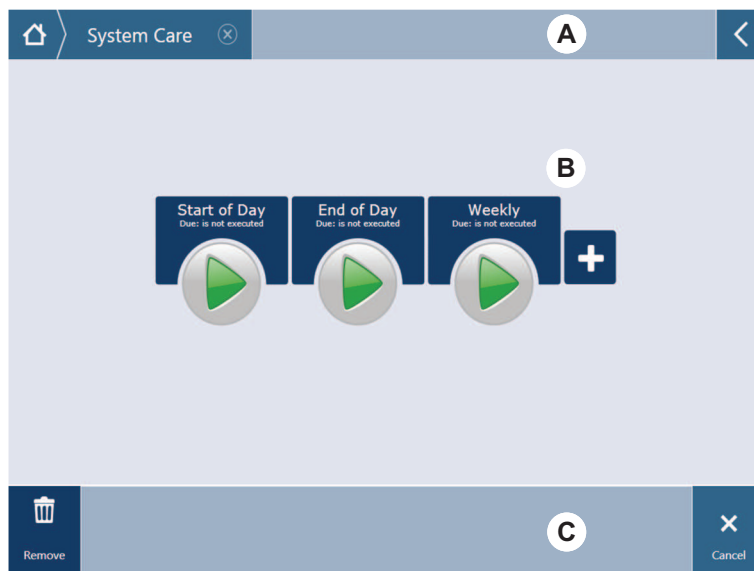 System Care
A
B
Start of Day
Due: is not executed
End of Day
Due: is not executed
Weekly
Due: is not executed
C
Remove
Cancel